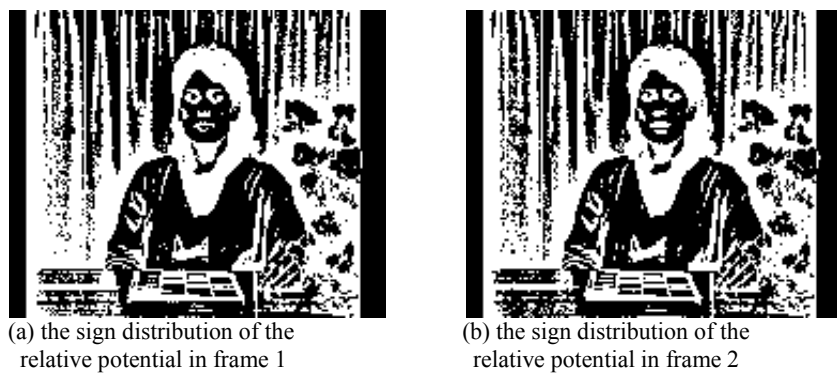 (a) the sign distribution of the
relative potential in frame 1
(b) the sign distribution of the
relative potential in frame 2